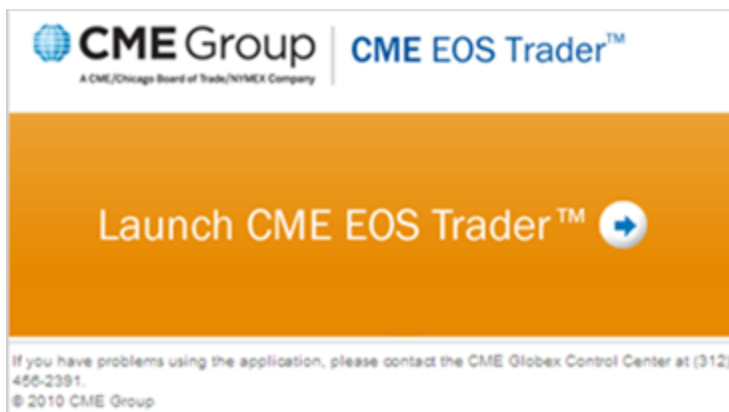 CME Group CME EOS Trader™
A CME/Chicago Board of Trade/NYMEX Company
Launch CME EOS Trader™
If you have problems using the application, please contact the CME Globex Control Center at (312)
456-2391.
© 2010 CME Group